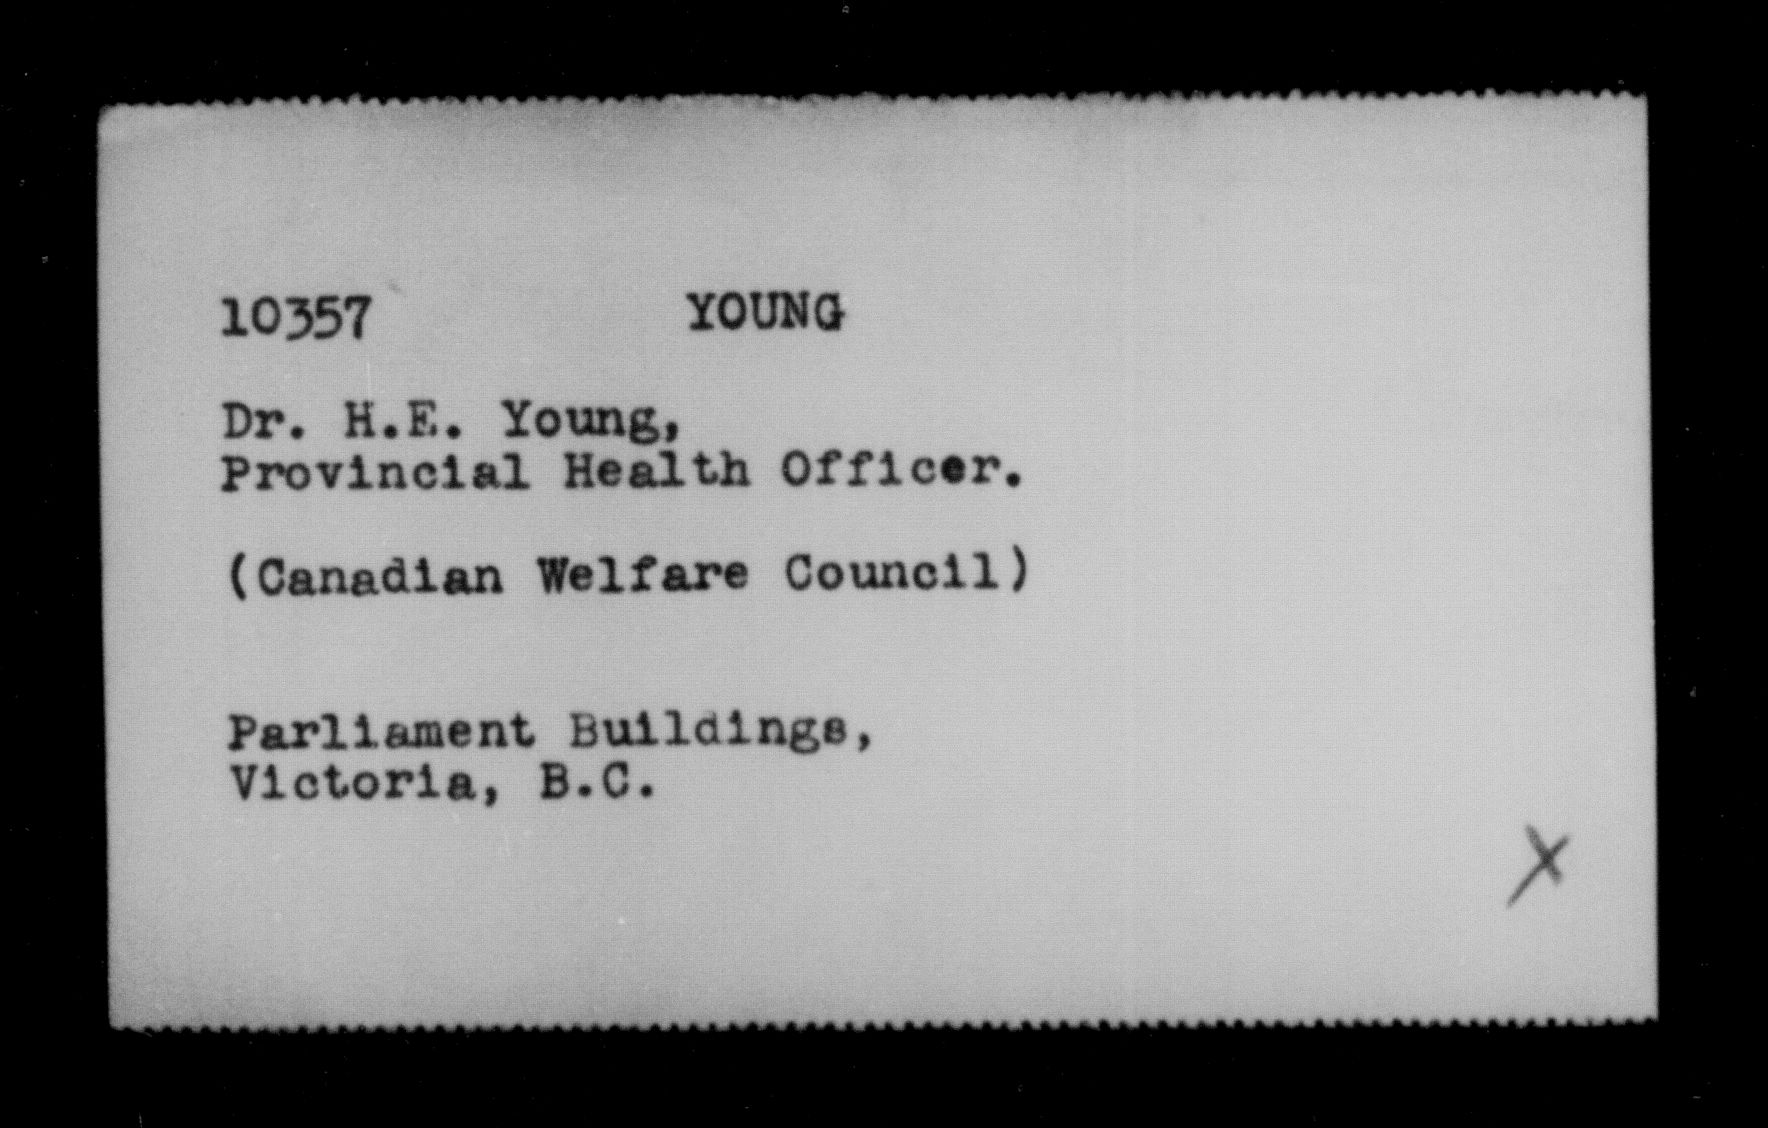 10357 YOUNG
Dr. H.E. Young,
Provincial Health Officer.
(Canadian Welfare Council)
Parliament Buildings,
Victoria, B.C.
X